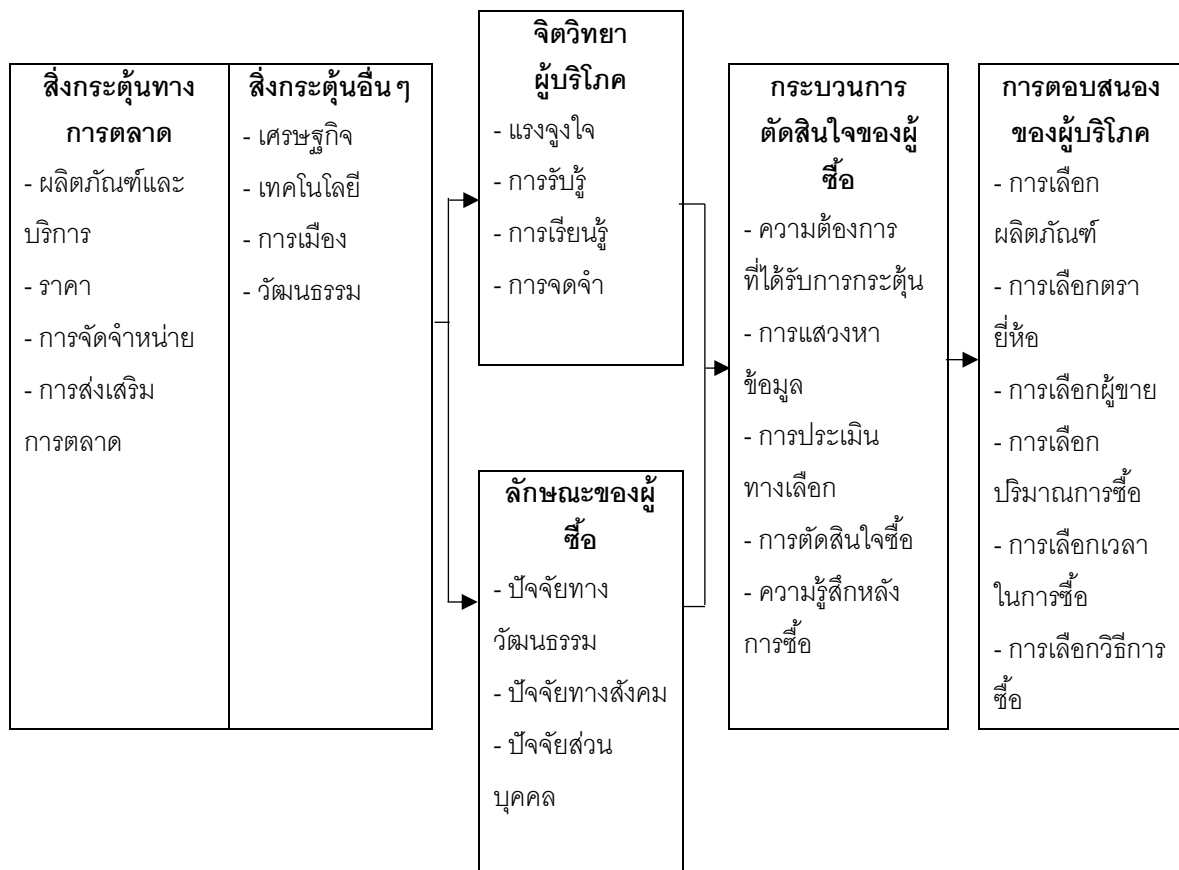 สิ่งกระตุ้นทาง
การตลาด
- ผลิตภัณฑ์และ
บริการ
- ราคา
- การจัดจำหน่าย
- การส่งเสริม
การตลาด
สิ่งกระตุ้นอื่น ๆ
- เศรษฐกิจ
- เทคโนโลยี
- การเมือง
- วัฒนธรรม
จิตวิทยา
ผู้บริโภค
- แรงจูงใจ
- การรับรู้
- การเรียนรู้
- การจดจำ
ลักษณะของผู้
ซื้อ
- ปัจจัยทาง
วัฒนธรรม
- ปัจจัยทางสังคม
- ปัจจัยส่วน
บุคคล
กระบวนการ
ตัดสินใจของผู้
ซื้อ
- ความต้องการ
ที่ได้รับการกระตุ้น
- การแสวงหา
ข้อมูล
- การประเมิน
ทางเลือก
- การตัดสินใจซื้อ
- ความรู้สึกหลัง
การซื้อ
การตอบสนอง
ของผู้บริโภค
- การเลือก
ผลิตภัณฑ์
- การเลือกตรา
ยี่ห้อ
- การเลือกผู้ขาย
- การเลือก
ปริมาณการซื้อ
- การเลือกเวลา
ในการซื้อ
- การเลือกวิธีการ
ซื้อ